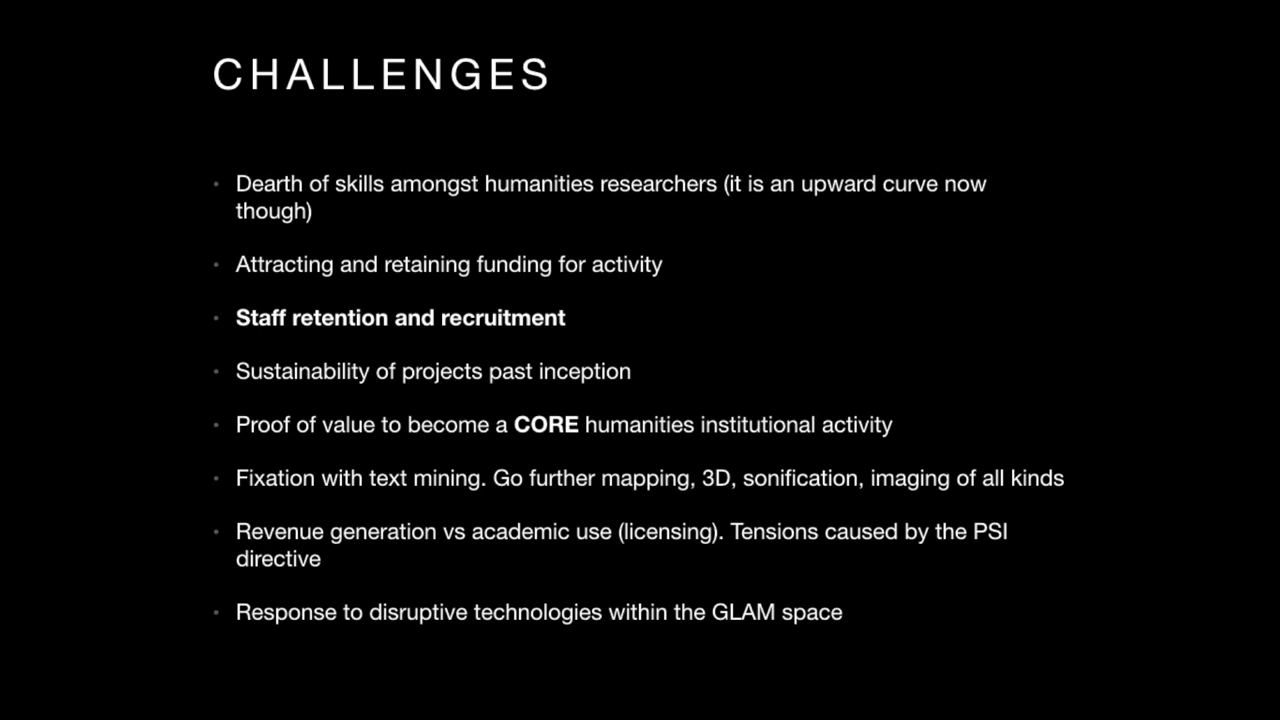 CHALLENGES
• Dearth of skills amongst humanities researchers (it is an upward curve now
though)
• Attracting and retaining funding for activity
• Staff retention and recruitment
• Sustainability of projects past inception
• Proof of value to become a CORE humanities institutional activity
• Fixation with text mining. Go further mapping, 3D, sonification, imaging of all kinds
• Revenue generation vs academic use (licensing). Tensions caused by the PSI
directive
• Response to disruptive technologies within the GLAM space